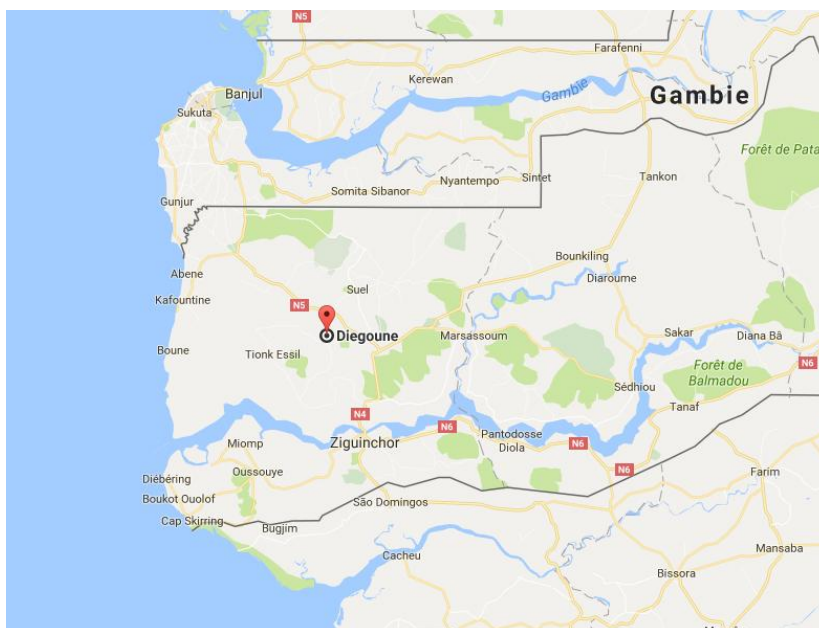 N5
Farafenni
Kerewan
Banjul
Gambie
Gambie
Sukuta
Forêt de Pata
Nyantempo
Sintet
Tankon
Somita Sibanor
Gunjur
Bounkiling
Abene
Diaroume
Suel
Kafountine
N5
Diegoune
Marsassoum
Sakar
Diana Bâ
Boune
Tionk Essil
N6
Forêt de
Balmadou
Sédhiou
Tanaf
N4
N6
Miomp
Ziguinchor
Pantodosse
Diola
N6
N6
Oussouye
Diébéring
Farim
Boukot Ouolof
São Domingos
Cap Skirring
Bugjim
Mansaba
Cacheu
Bissora